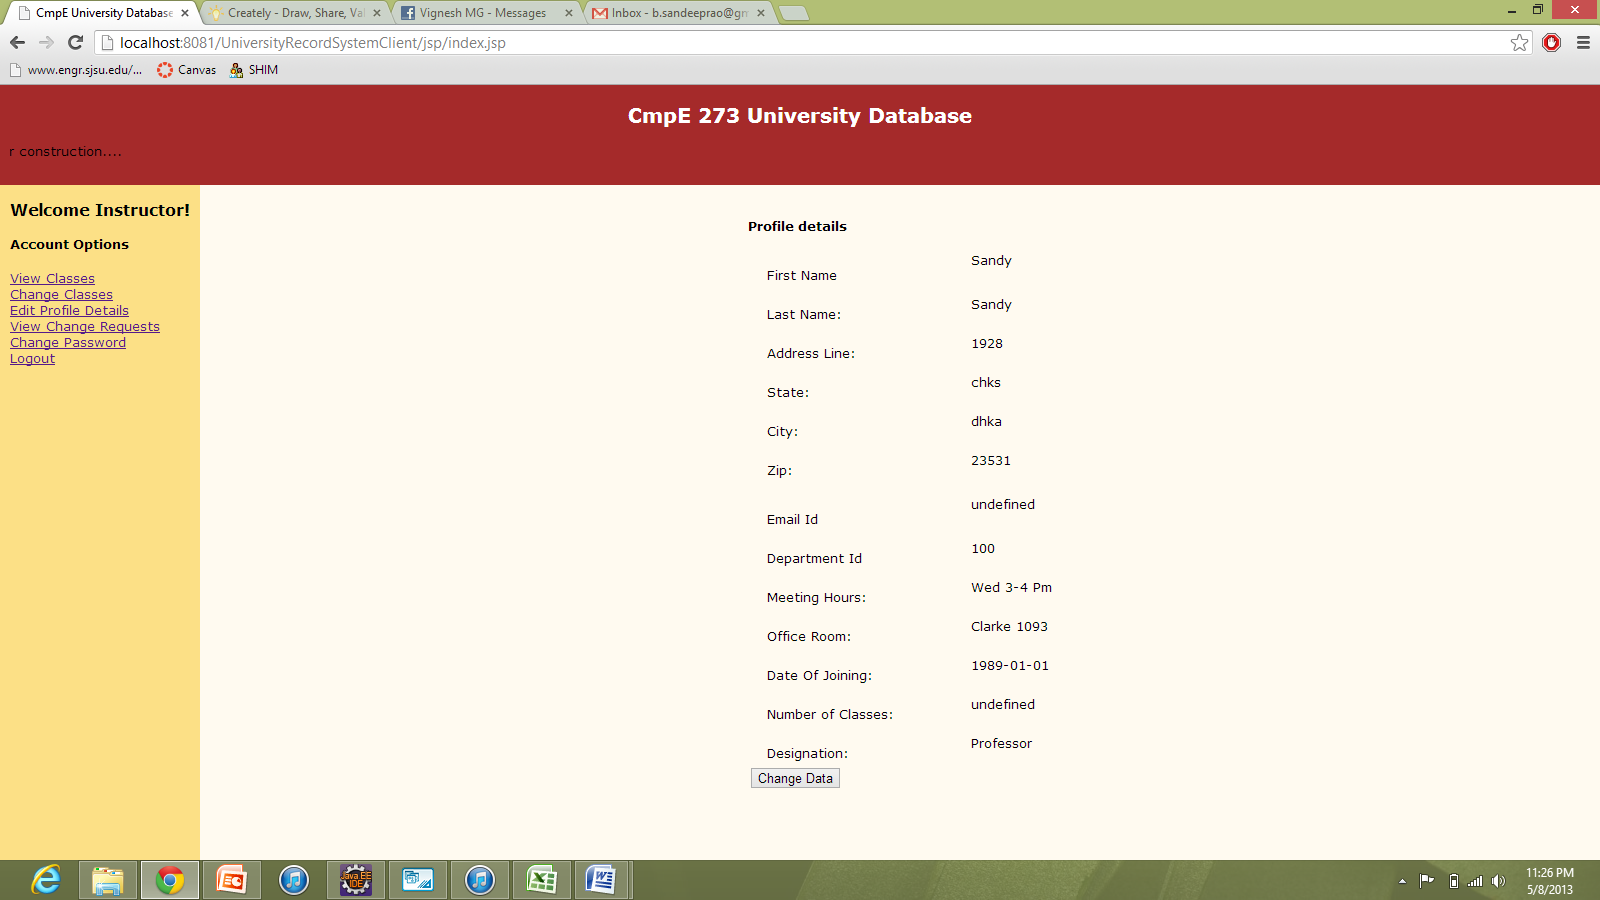 CmpE University Database
Creately - Draw, Share, Val
Vignesh MG - Messages
Inbox - b.sandeeprao@gm
localhost:8081/UniversityRecordSystemClient/jsp/index.jsp
www.engr.sjsu.edu/... Canvas SHIM
CmpE 273 University Database
r construction....
Welcome Instructor!
Account Options
View Classes
Change Classes
Edit Profile Details
View Change Requests
Change Password
Logout
Profile details
First Name Sandy
Last Name: Sandy
Address Line: 1928
State: chks
City: dhka
Zip: 23531
Email Id undefined
Department Id 100
Meeting Hours: Wed 3-4 Pm
Office Room: Clarke 1093
Date Of Joining: 1989-01-01
Number of Classes: undefined
Designation: Professor
Change Data
Java EE
IDE
11:26 PM
5/8/2013